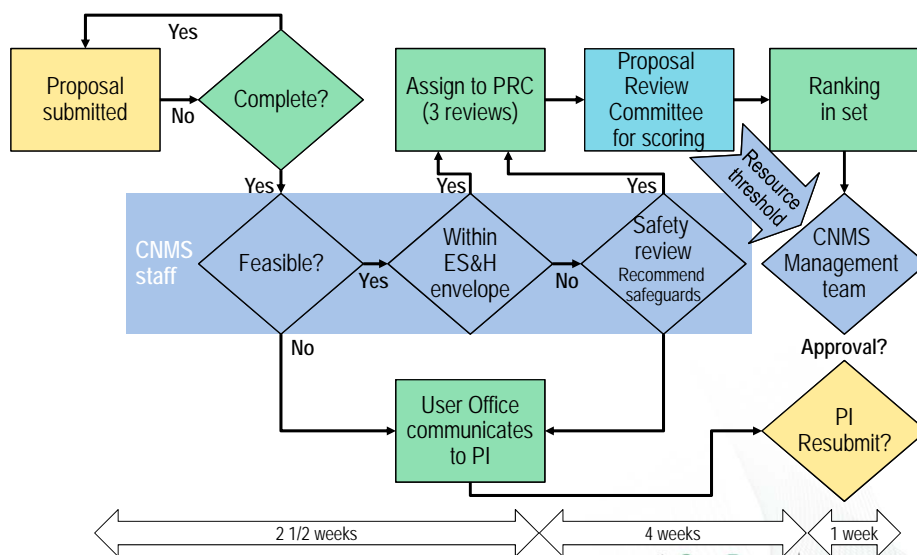 Yes
Proposal
submitted
No
Complete?
Assign to PRC
(3 reviews)
Proposal
Review
Committee
for scoring
Ranking
in set
Resource
threshold
Yes
Yes
Yes
CNMS
staff
Feasible?
Yes
Within
ES&H
envelope
No
Safety
review
Recommend
safeguards
CNMS
Management
team
No
Approval?
User Office
communicates
to PI
PI
Resubmit?
2 1/2 weeks
4 weeks
1 week